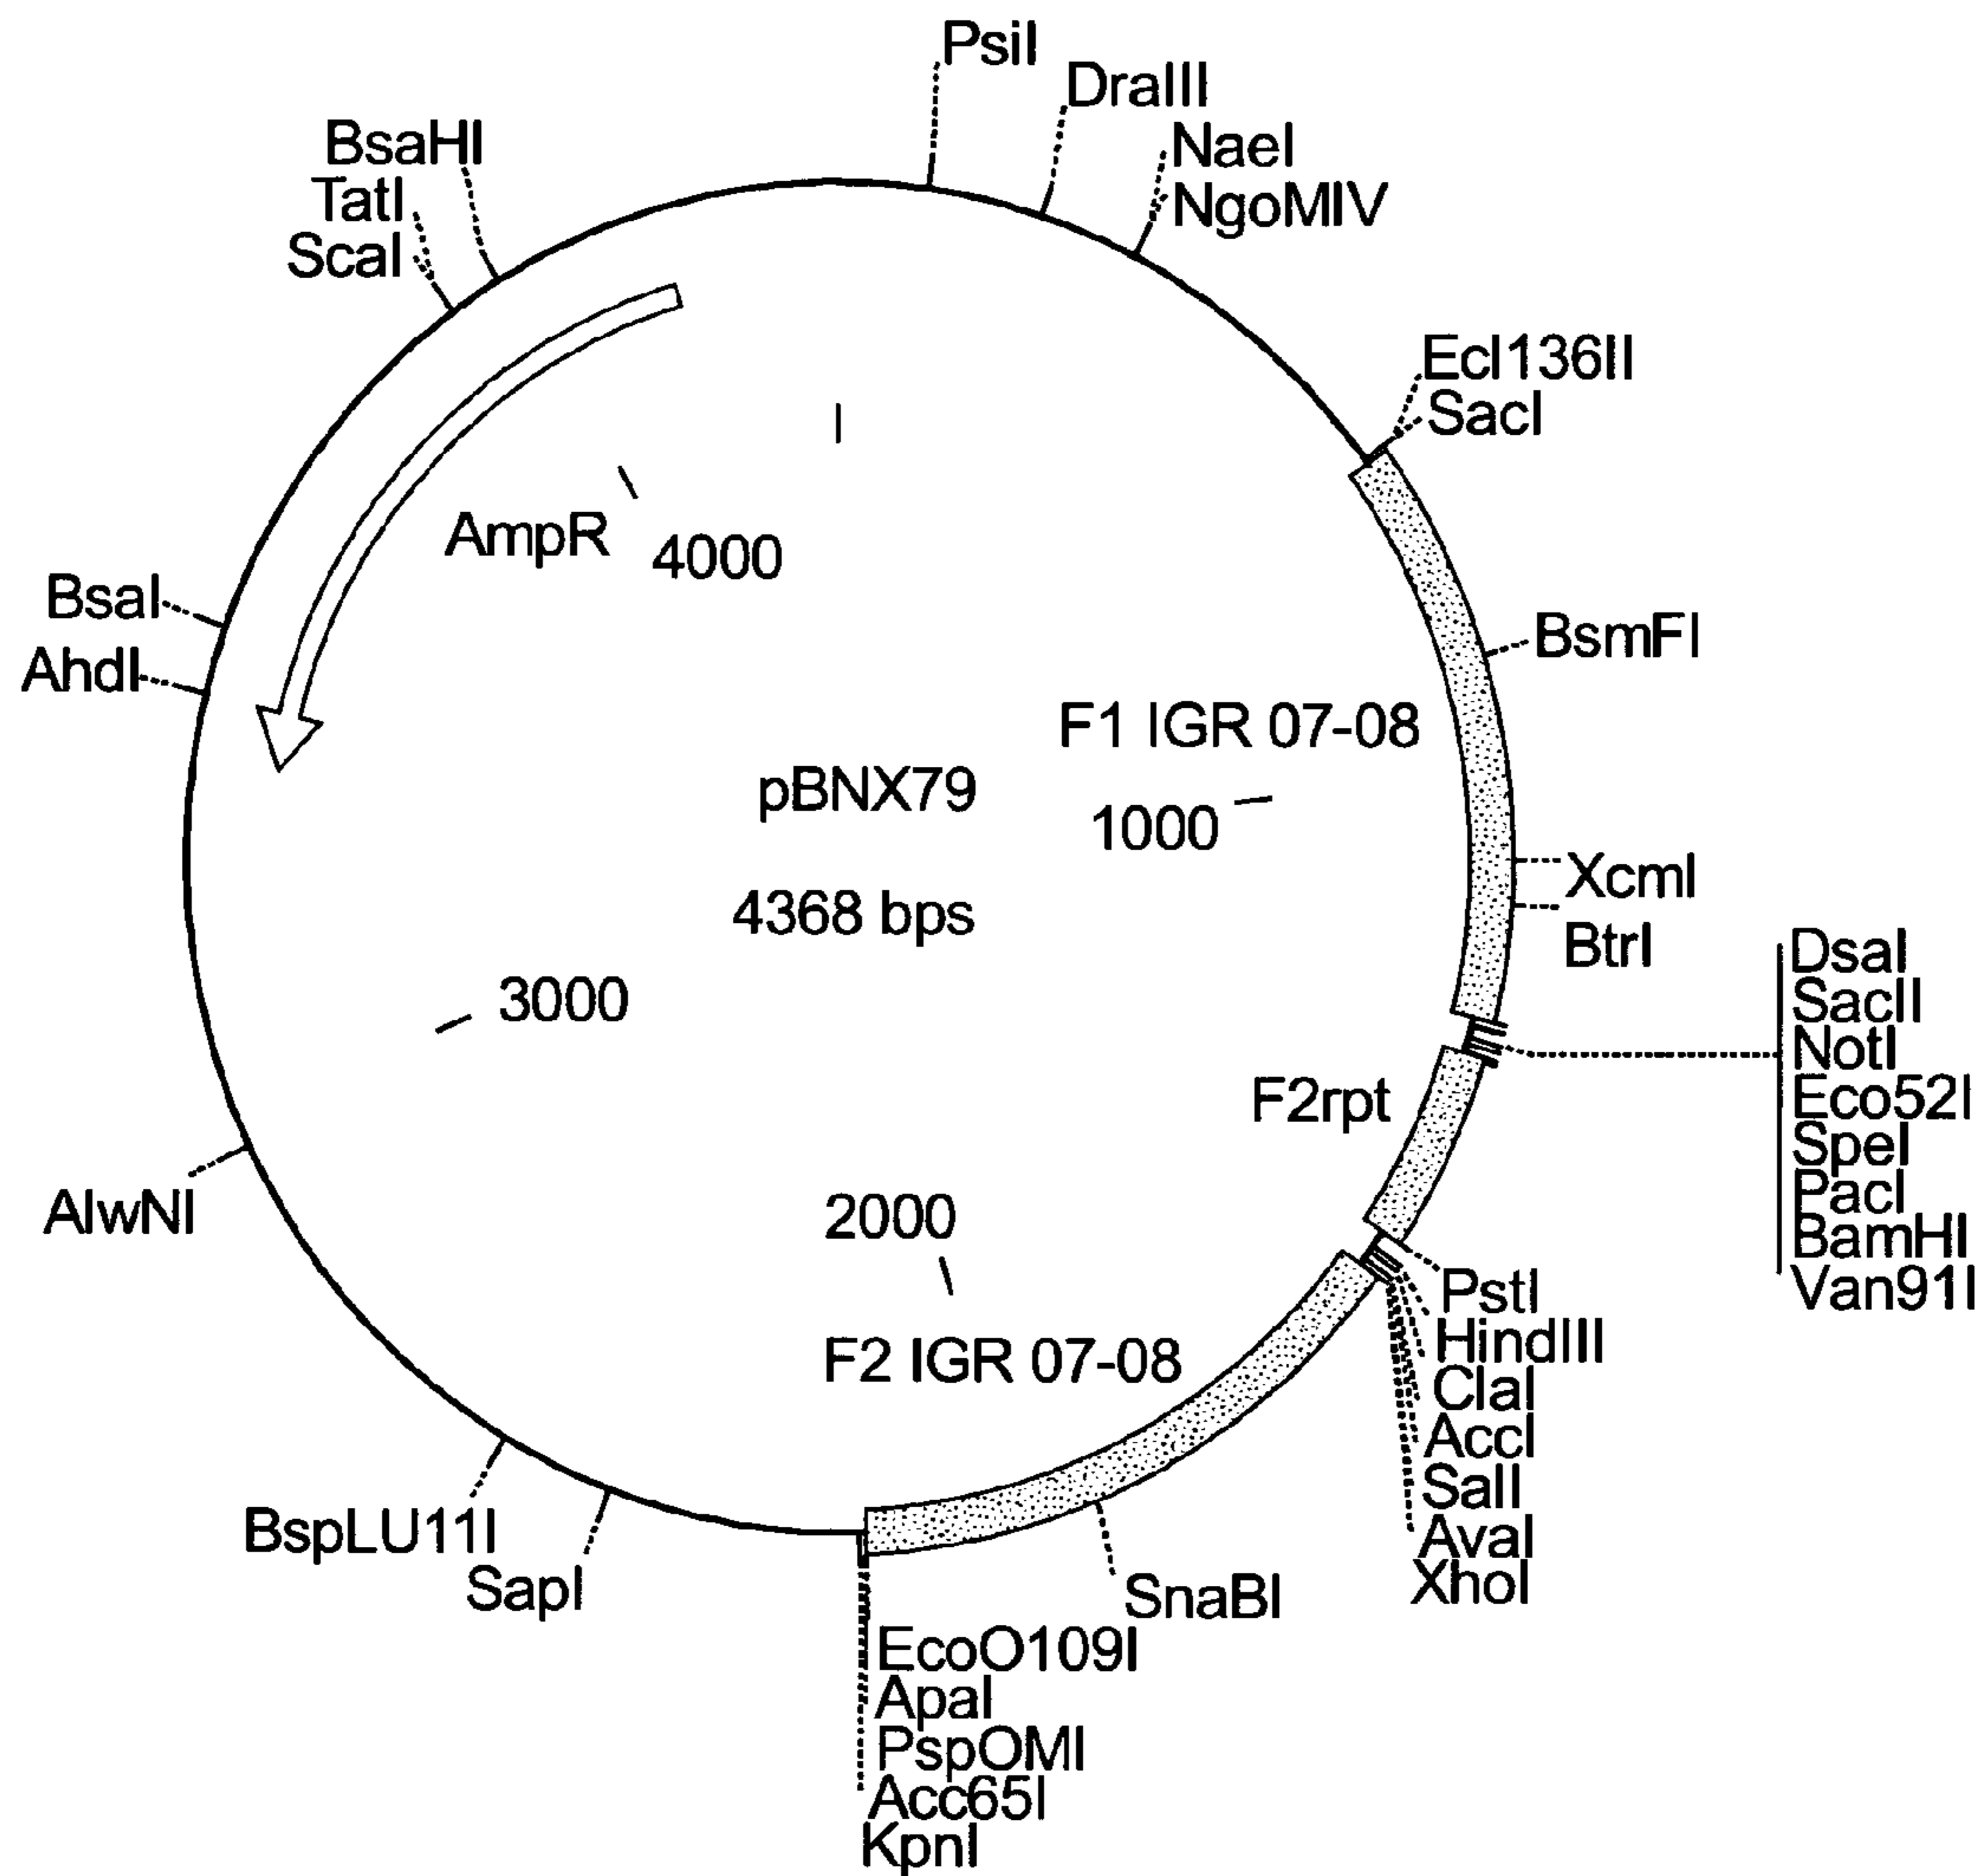 PsiI
DraIII
NaeI
NgoMIV
BsaHI
TatI
ScaI
Ecl136II
SacI
AmpR
4000
BsaI
AhdI
BsmFI
F1 IGR 07-08
pBNX79
1000
4368 bps
XcmI
BtrI
3000
DsaI
SacII
NotI
Eco52I
SpeI
PacI
BamHI
Van91I
F2rpt
AlwNI
2000
F2 IGR 07-08
PstI
HindIII
ClaI
AccI
SalI
AvaI
XhoI
BspLU11I
SapI
SnaBI
EcoO109I
ApaI
PspOMI
Acc65I
KpnI